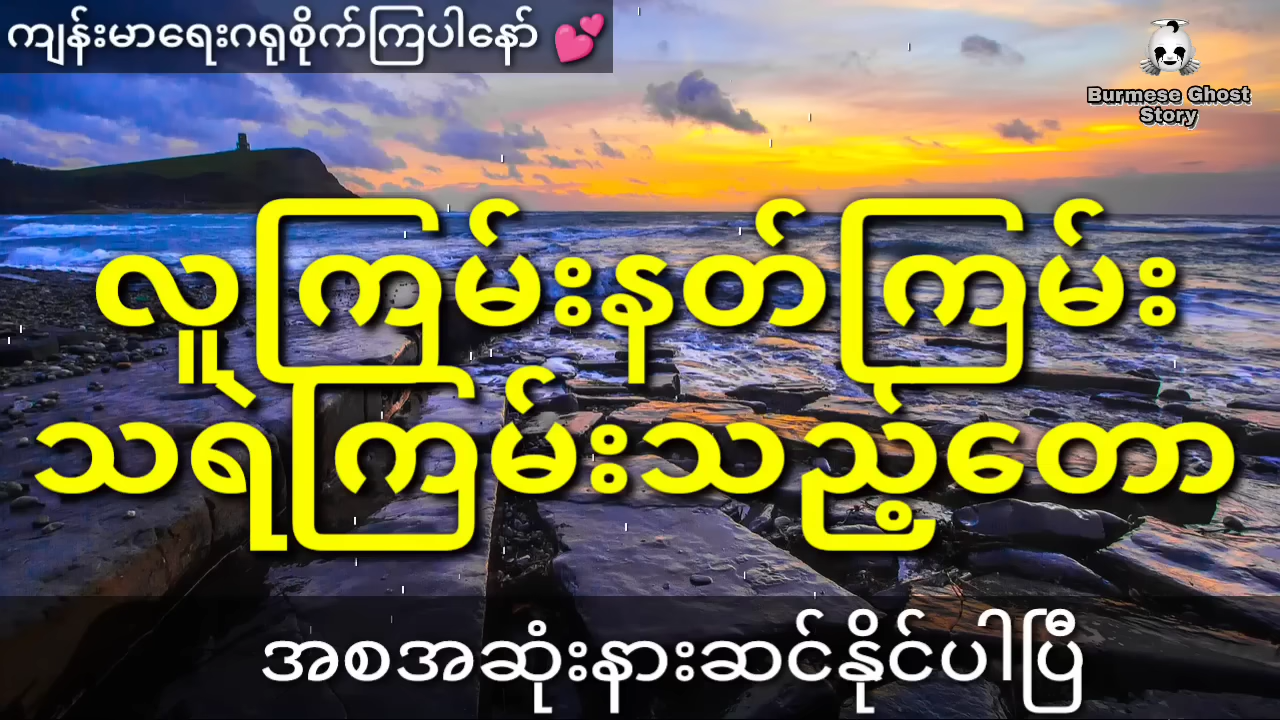 ကျန်းမာရေးဂရုစိုက်ကြပါနော် 💕
Burmese Ghost
Story
လူကြမ်းနတ်ကြမ်း
သရဲကြမ်းသည့်တော
အစအဆုံးနားဆင်နိုင်ပါပြီ